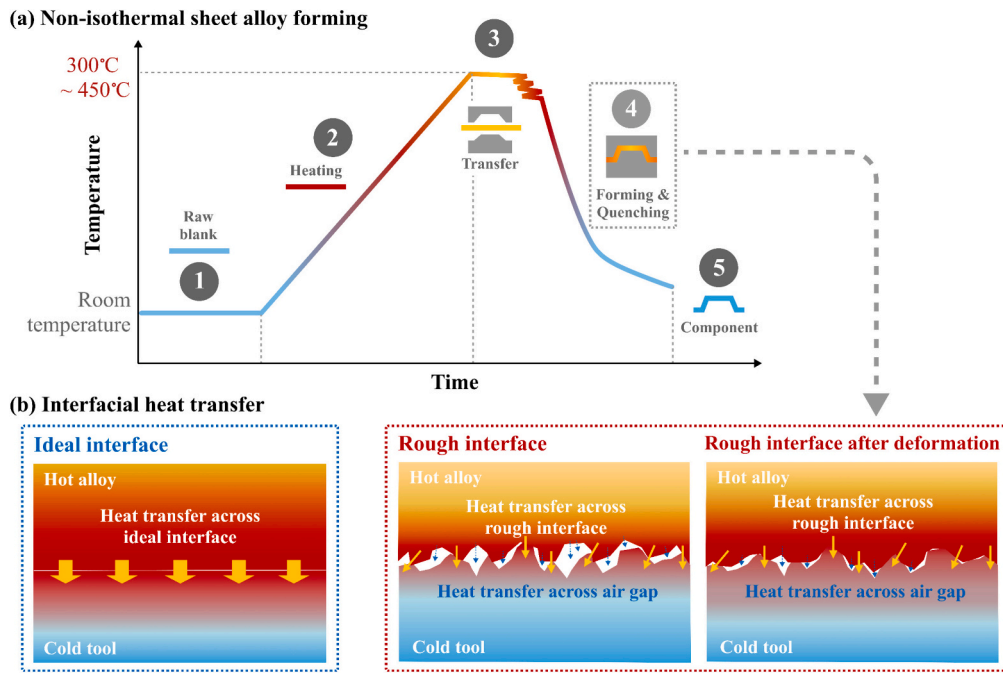 (a) Non-isothermal sheet alloy forming
3
300℃
~ 450℃
4
2
Heating
Transfer
Forming &
Quenching
Temperature
Raw
blank
1
5
Room
temperature
Component
Time
(b) Interfacial heat transfer
Ideal interface
Hot alloy
Heat transfer across
ideal interface
Cold tool
Rough interface
Hot alloy
Heat transfer across
rough interface
Heat transfer across air gap
Cold tool
Rough interface after deformation
Hot alloy
Heat transfer across
rough interface
Heat transfer across air gap
Cold tool